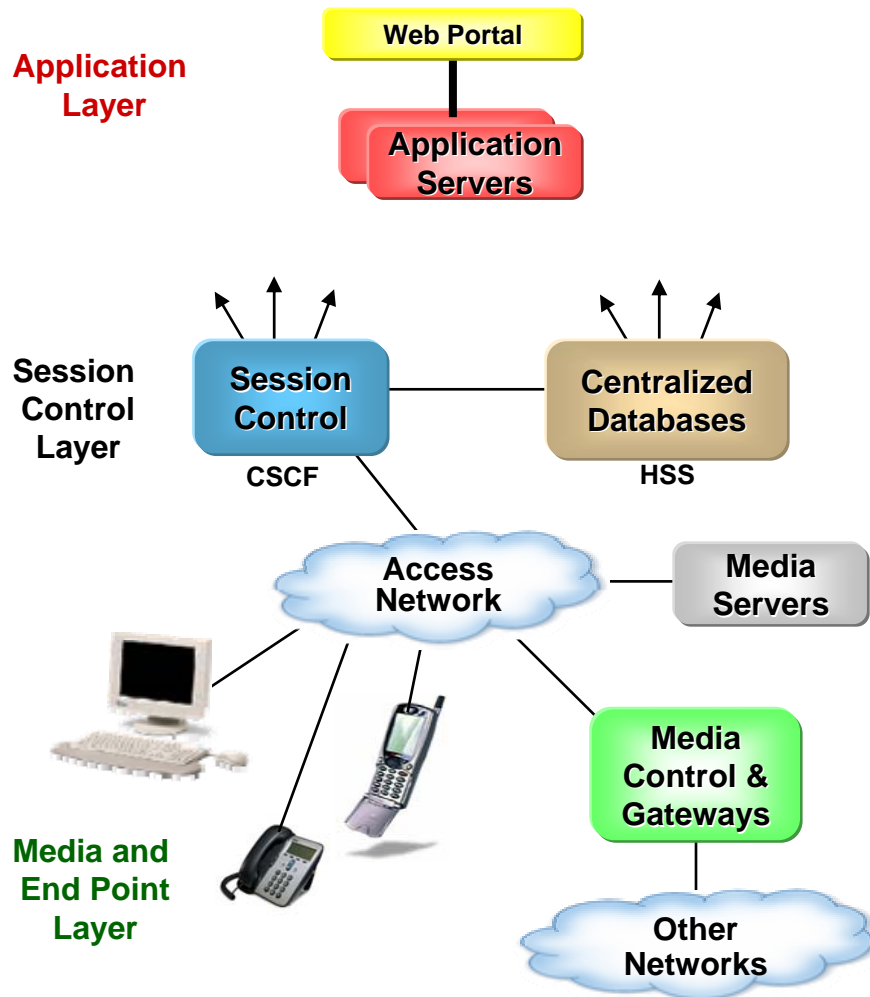 Web Portal
Application
Layer
Application
Servers
Session
Control
Layer
Session
Control
CSCF
Centralized
Databases
HSS
Access
Network
Media
Servers
Media
Control &
Gateways
Media and
End Point
Layer
Other
Networks